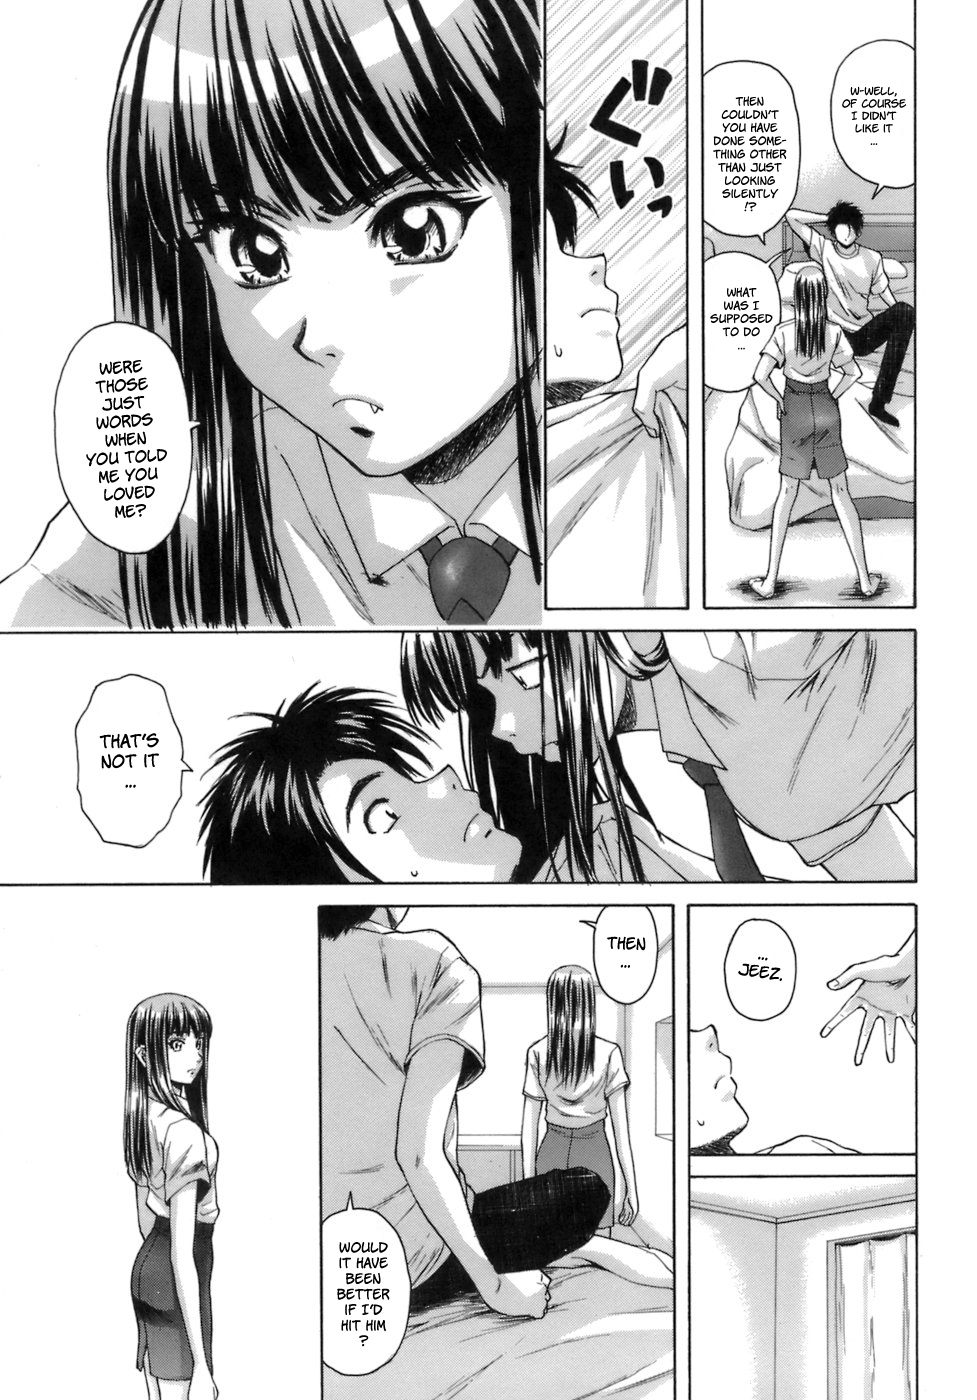 W-WELL,
OF COURSE
I DIDN'T
LIKE IT
...
THEN
COULDN'T
YOU HAVE
DONE SOME-
THING OTHER
THAN JUST
LOOKING
SILENTLY
!?
WHAT
WAS I
SUPPOSED
TO DO
...
ぐいっ
WERE
THOSE
JUST
WORDS
WHEN
YOU TOLD
ME YOU
LOVED
ME?
THAT'S
NOT IT
...
...
JEEZ.
THEN
...
WOULD
IT HAVE
BEEN
BETTER
IF I'D
HIT HIM
?